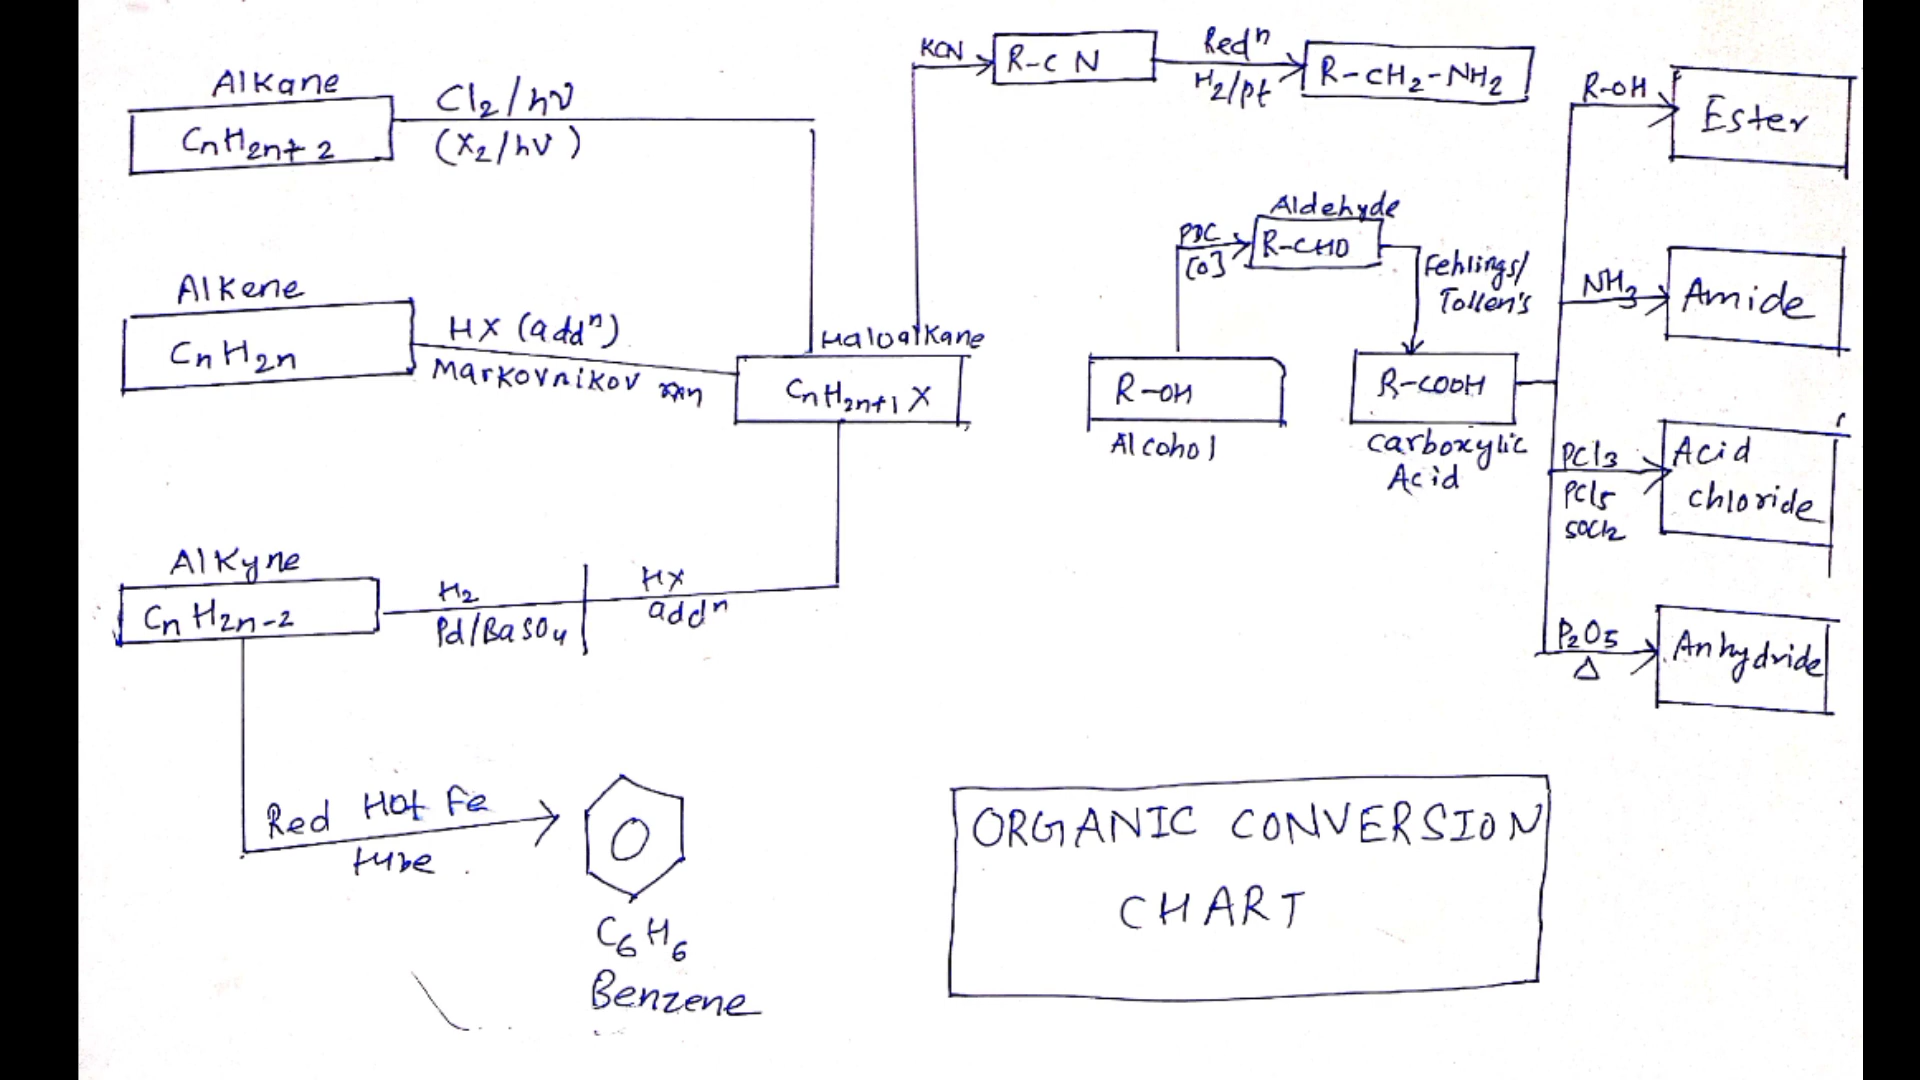 Alkane
CnH2n+2
Cl2/hν
(X2/hν)
Alkene
CnH2n
HX (addⁿ)
Markovnikov rxn
Haloalkane
CnH2n+1 X
Alkyne
CnH2n-2
H2
Pd/BaSO4
HX
addⁿ
Red Hot Fe
tube
C6H6
Benzene
KCN
R-CN
Redⁿ
H2/pt
R-CH2-NH2
R-OH
Alcohol
PDC
[O]
Aldehyde
R-CHO
Fehlings/
Tollen's
R-COOH
Carboxylic
Acid
R-OH
Ester
NH3
Amide
PCl3
PCl5
SOCl2
Acid
chloride
P2O5
Δ
Anhydride
ORGANIC CONVERSION
CHART